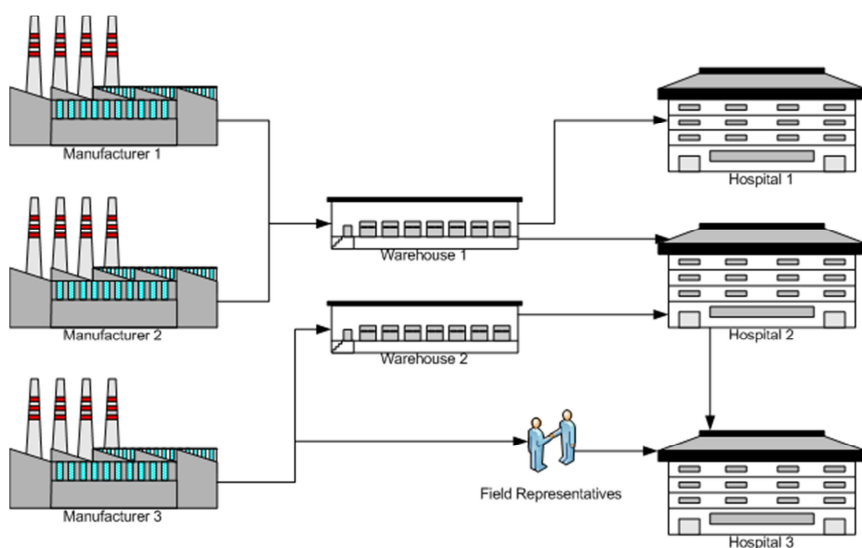 Manufacturer 1
Hospital 1
Warehouse 1
Manufacturer 2
Warehouse 2
Hospital 2
Field Representatives
Manufacturer 3
Hospital 3